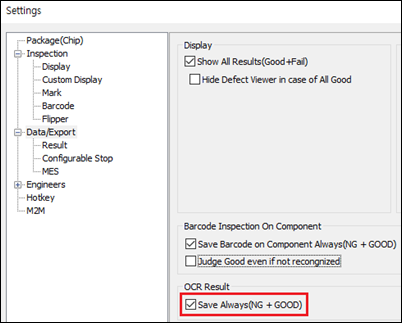 Settings
Package(Chip)
Inspection
Display
Custom Display
Mark
Barcode
Flipper
Data/Export
Result
Configurable Stop
MES
Engineers
Hotkey
M2M
Display
Show All Results(Good+Fail)
Hide Defect Viewer in case of All Good
Barcode Inspection On Component
Save Barcode on Component Always(NG + GOOD)
Judge Good even if not recongnized
OCR Result
Save Always(NG + GOOD)